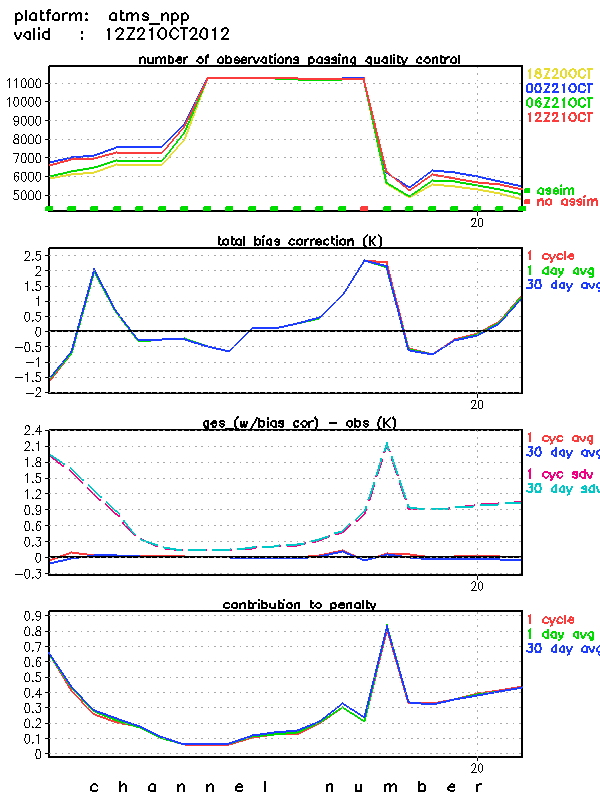 platform: atms_npp
valid : 12Z21OCT2012
number of observations passing quality control
11000
10000
9000
8000
7000
6000
5000
20
18Z20OCT
00Z21OCT
06Z21OCT
12Z21OCT
assim
no assim
total bias correction (K)
2.5
2
1.5
1
0.5
0
-0.5
-1
-1.5
-2
20
1 cycle
1 day avg
30 day avg
ges (w/bias cor) - obs (K)
2.4
2.1
1.8
1.5
1.2
0.9
0.6
0.3
0
-0.3
20
1 cyc avg
30 day avg
1 cyc sdv
30 day sdv
contribution to penalty
0.9
0.8
0.7
0.6
0.5
0.4
0.3
0.2
0.1
0
20
1 cycle
1 day avg
30 day avg
channel number